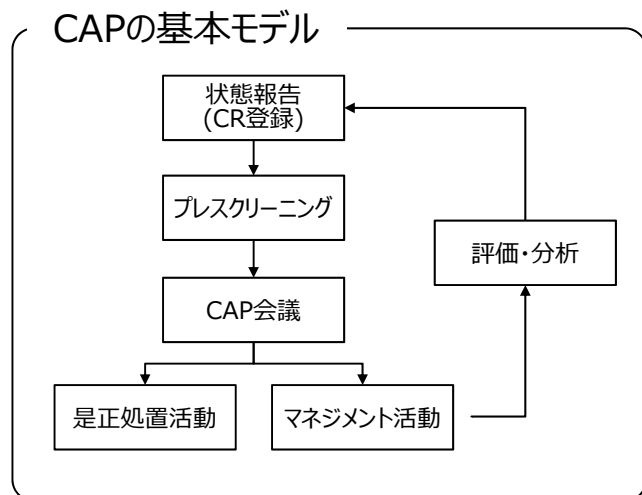 CAPの基本モデル
状態報告
(CR登録)
プレスクリーニング
評価・分析
CAP会議
是正処置活動
マネジメント活動